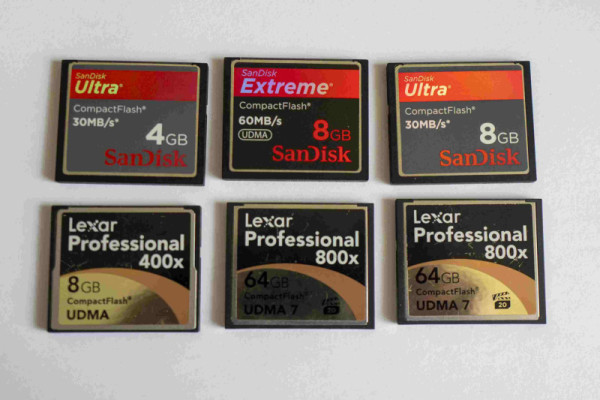 SanDisk
Ultra®
CompactFlash®
30MB/s*
4GB
SanDisk
SanDisk
Extreme®
CompactFlash®
60MB/s*
UDMA
8GB
SanDisk
SanDisk
Ultra®
CompactFlash®
30MB/s*
8GB
SanDisk
Lexar
Professional
400x
8GB
CompactFlash®
UDMA
Lexar
Professional
800x
64GB
CompactFlash®
UDMA 7
Lexar
Professional
800x
64GB
CompactFlash®
UDMA 7
20